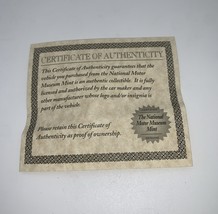 CERTIFICATE OF AUTHENTICITY
This Certificate of Authenticity guarantees that the
vehicle you purchased from the National Motor
Museum Mint is an authentic collectible. It is fully
licensed and authorized by the car maker and any
other manufacturer whose logo and/or insignia is
part of the vehicle.
Please retain this Certificate of
Authenticity as proof of ownership.
The National
Motor Museum
Mint